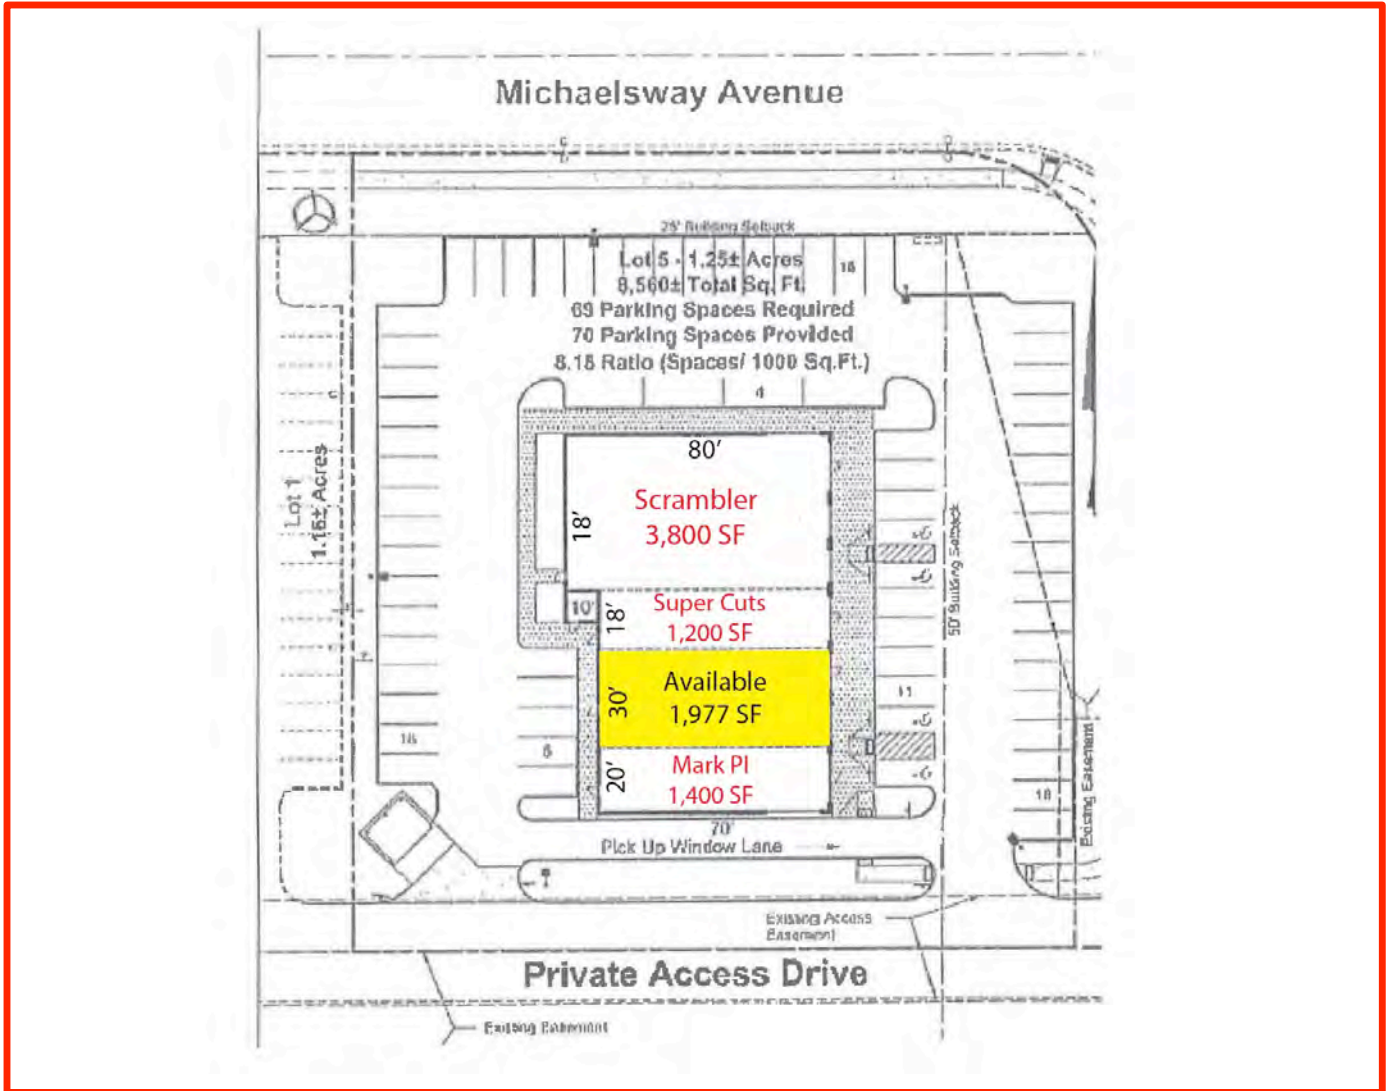 Michaelsway Avenue
25' Building Setback
Lot 5 - 1.25± Acres
8,560± Total Sq. Ft.
16
69 Parking Spaces Required
70 Parking Spaces Provided
8.18 Ratio (Spaces/ 1000 Sq.Ft.)
4
80'
Scrambler
3,800 SF
18'
Lot 1
1.15± Acres
50' Building Setback
10'
18'
Super Cuts
1,200 SF
Available
1,977 SF
30'
11
16
6
Mark PI
1,400 SF
20'
18
Existing Easement
70'
Pick Up Window Lane
Existing Access
Easement
Private Access Drive
Existing Easement